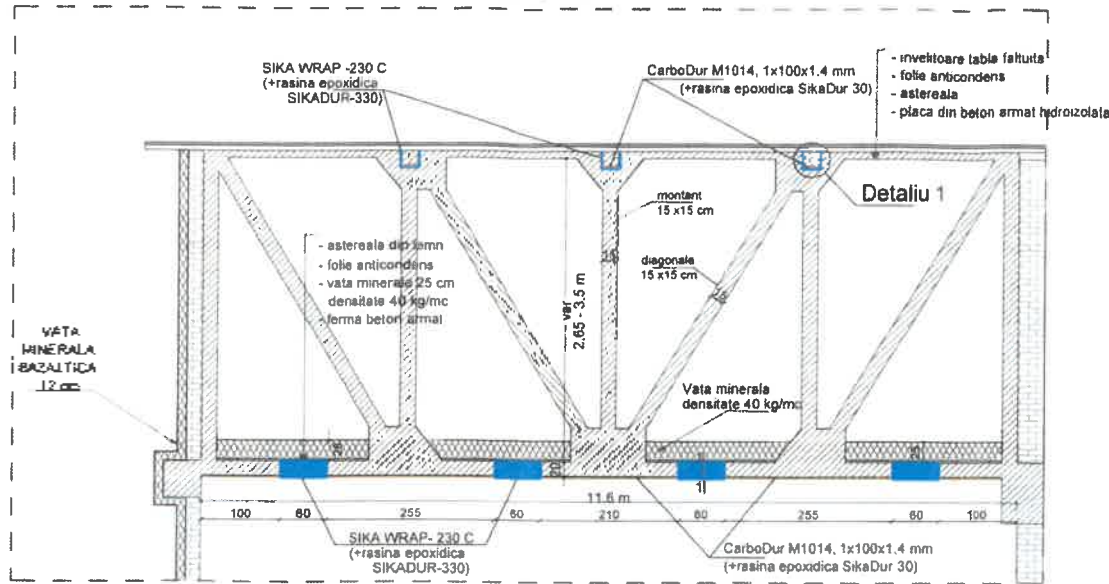 SIKA WRAP -230 C
(+rasina epoxidica
SIKADUR-330)
CarboDur M1014, 1x100x1.4 mm
(+rasina epoxidica SikaDur 30)
- invelitoare tabla faltuita
- folie anticondens
- astereala
- placa din beton armat hidroizolata
Detaliu 1
montant
15 x15 cm
15
- astereala din lemn
- folie anticondens
- vata minerala 25 cm
densitate 40 kg/mc
- ferma beton armat
diagonala
15 x15 cm
15
var
2.65 - 3.5 m
VATA
MINERALA
BAZALTICA
12 cm
Vata minerala
densitate 40 kg/mc
25
20
25
11.6 m
100
60
255
60
210
60
255
60
100
SIKA WRAP- 230 C
(+rasina epoxidica
SIKADUR-330)
CarboDur M1014, 1x100x1.4 mm
(+rasina epoxidica SikaDur 30)